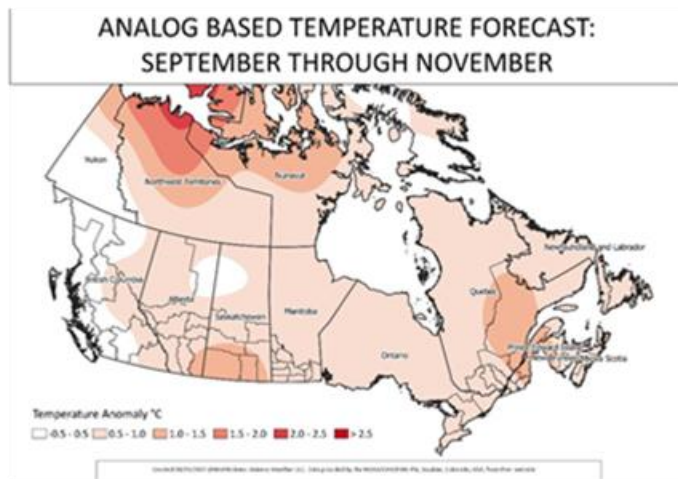 ANALOG BASED TEMPERATURE FORECAST:
SEPTEMBER THROUGH NOVEMBER
Yukon
Northwest Territories
Nunavut
Newfoundland and Labrador
British Columbia
Alberta
Saskatchewan
Manitoba
Quebec
Ontario
Scotia
Temperature Anomaly °C
-0.5 - 0.5
0.5 - 1.0
1.0 - 1.5
1.5 - 2.0
2.0 - 2.5
> 2.5